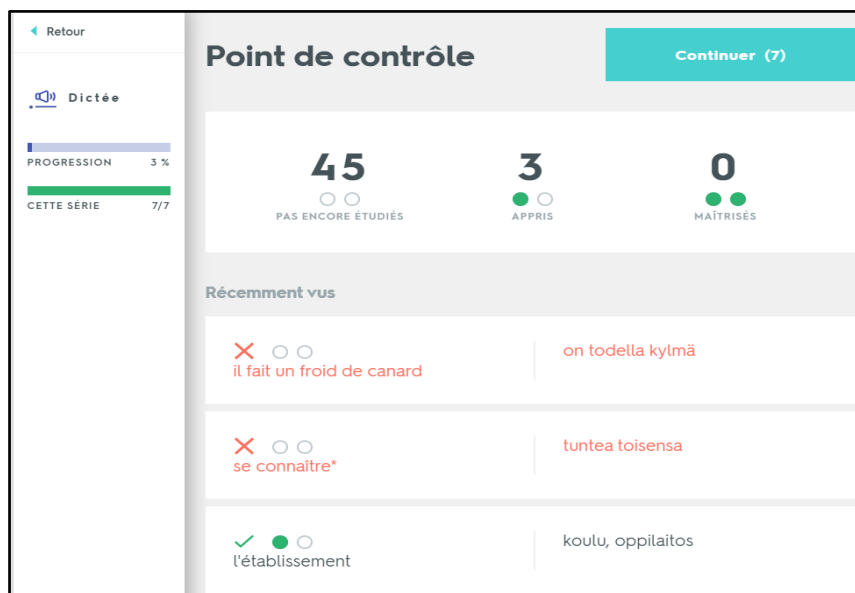 Retour
Dictée
PROGRESSION 3 %
CETTE SÉRIE 7/7
Point de contrôle
Continuer (7)
45 3 0
PAS ENCORE ÉTUDIÉS APPRIS MAÎTRISÉS
Récemment vus
il fait un froid de canard
on todella kylmä
se connaître*
tuntea toisensa
l'établissement
koulu, oppilaitos